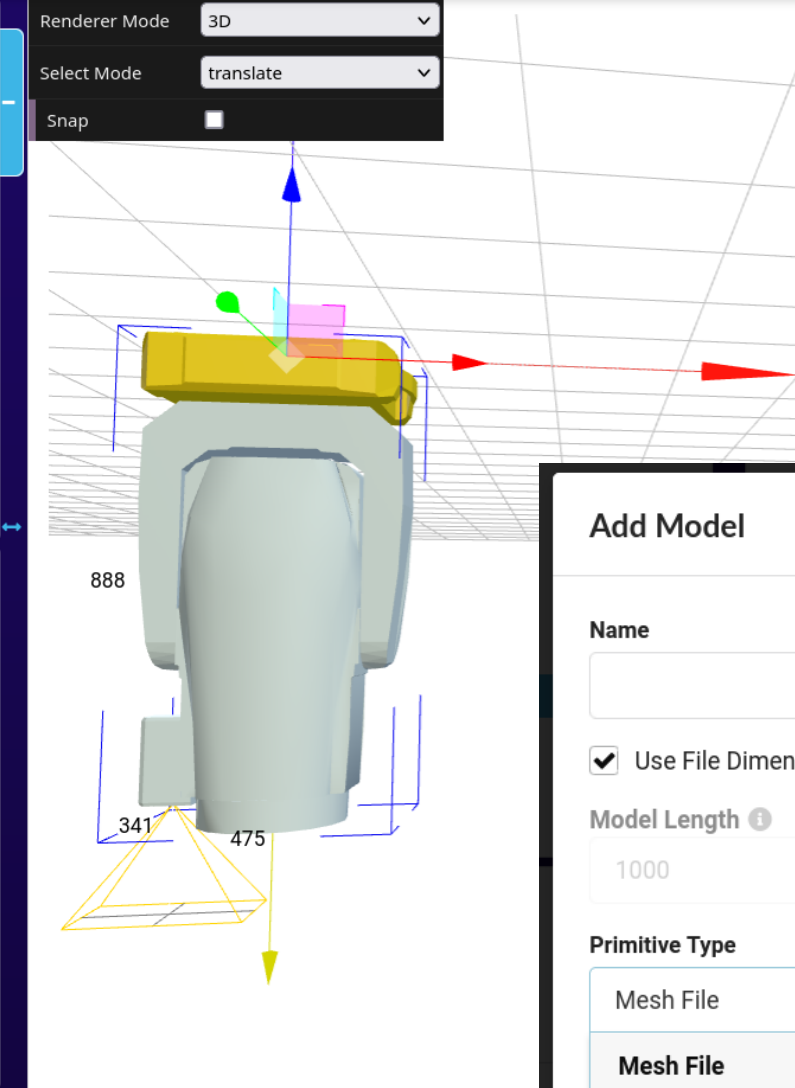 Renderer Mode 3D
Select Mode translate
Snap
888
341
475
Add Model
Name
Use File Dimen
Model Length
1000
Primitive Type
Mesh File
Mesh File